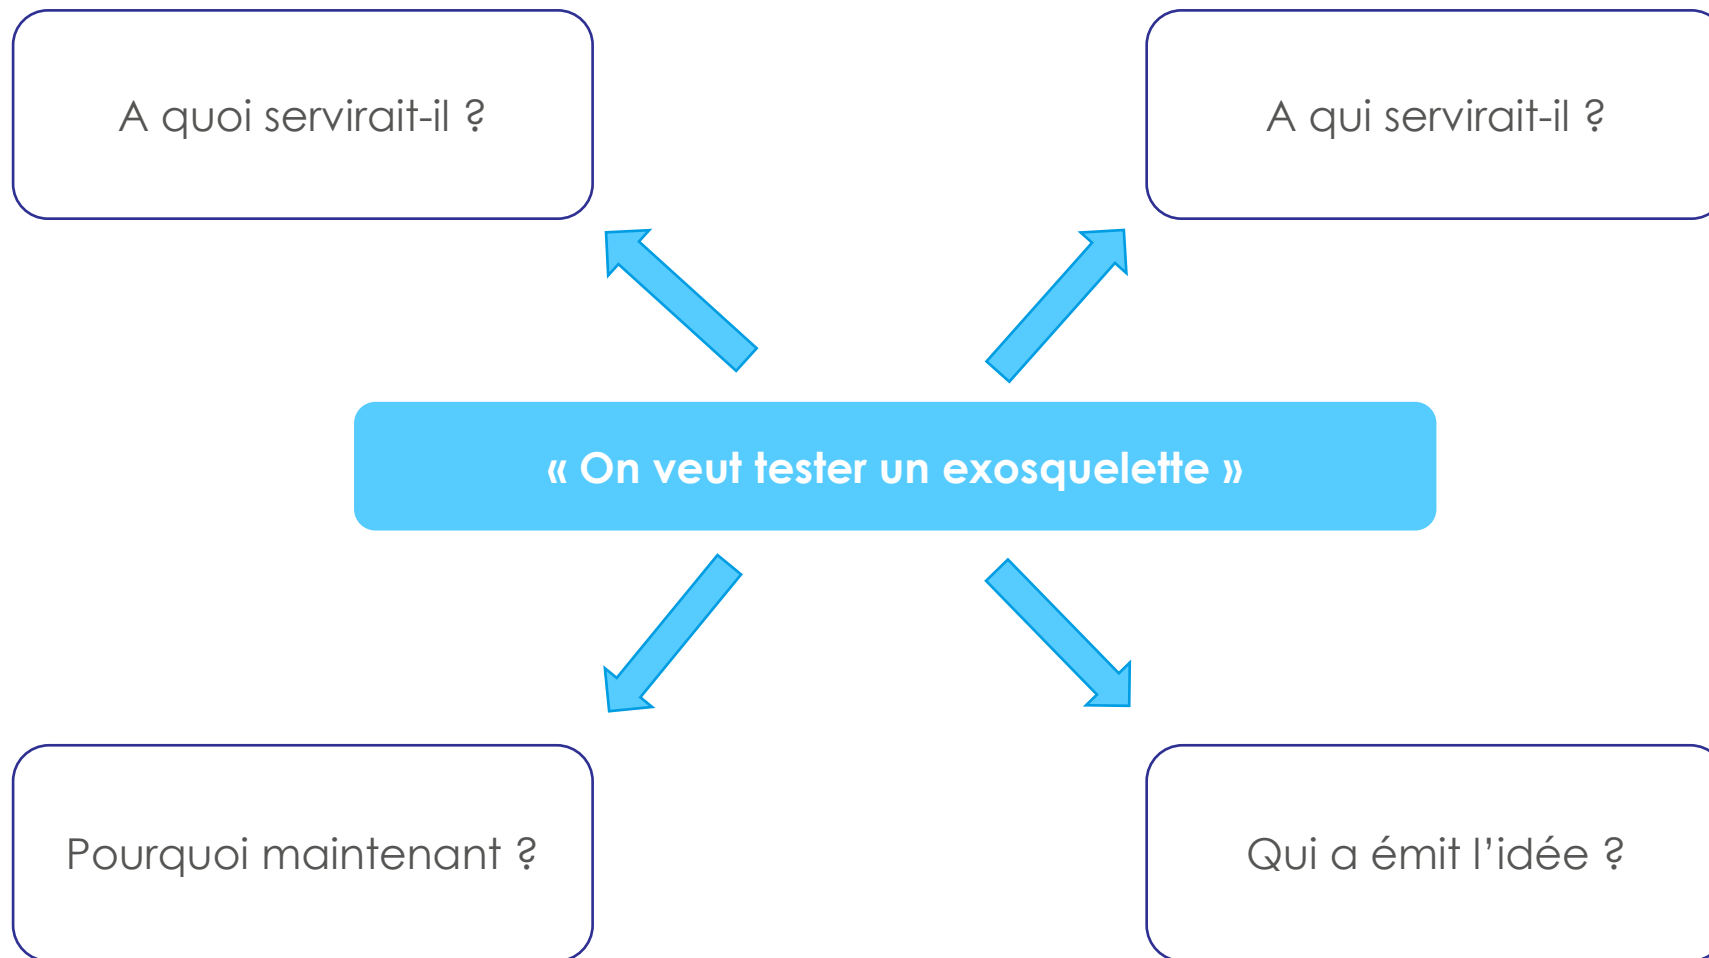 A quoi servirait-il ?
A qui servirait-il ?
« On veut tester un exosquelette »
Pourquoi maintenant ?
Qui a émit l’idée ?